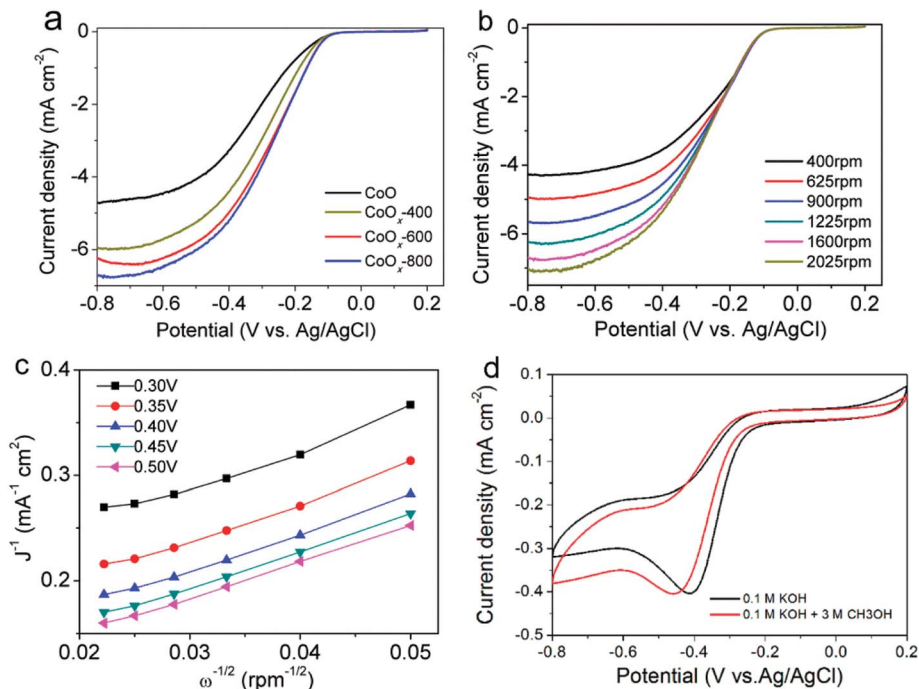 a
0
-2
-4
-6
Current density (mA cm⁻²)
CoO
CoOₓ-400
CoOₓ-600
CoOₓ-800
-0.8 -0.6 -0.4 -0.2 0.0 0.2
Potential (V vs. Ag/AgCl)
b
0
-2
-4
-6
Current density (mA cm⁻²)
400rpm
625rpm
900rpm
1225rpm
1600rpm
2025rpm
-0.8 -0.6 -0.4 -0.2 0.0 0.2
Potential (V vs. Ag/AgCl)
c
0.4
0.3
0.2
J⁻¹ (mA⁻¹ cm²)
0.30V
0.35V
0.40V
0.45V
0.50V
0.02 0.03 0.04 0.05
ω⁻¹/² (rpm⁻¹/²)
d
0.1
0.0
-0.1
-0.2
-0.3
-0.4
-0.5
Current density (mA cm⁻²)
0.1 M KOH
0.1 M KOH + 3 M CH3OH
-0.8 -0.6 -0.4 -0.2 0.0 0.2
Potential (V vs.Ag/AgCl)